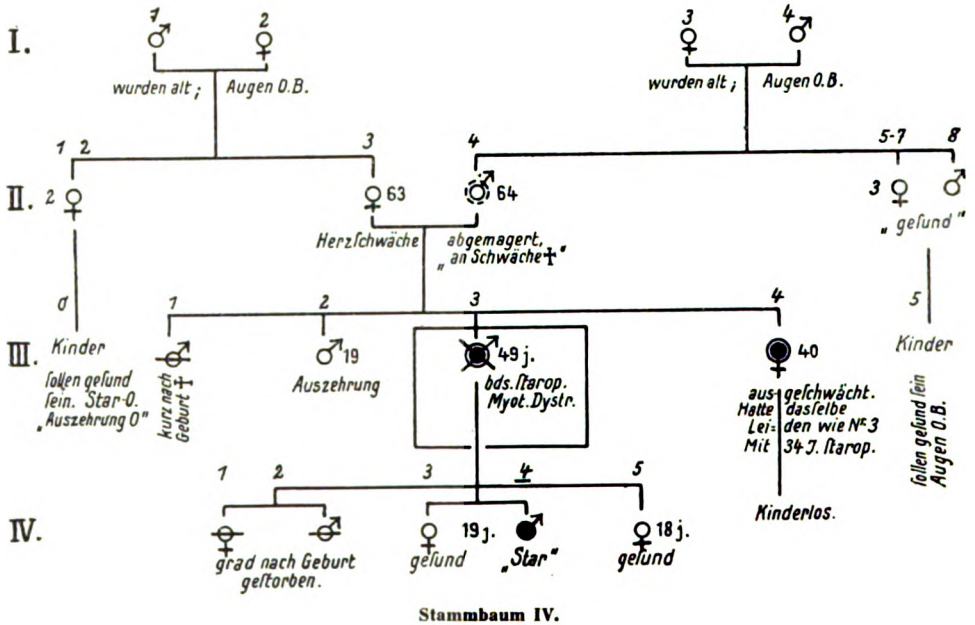 I.
1 2 3 4
wurden alt; Augen O.B. wurden alt; Augen O.B.
1 2 3 4 5-7 8
II.
2 63 64 3
Herzſchwäche
abgemagert,
„an Schwäche †"
„geſund"
0 1 2 3 4 5
III.
Kinder
ſollen geſund
ſein. Star-O.
„Auszehrung O"
kurz nach
Geburt †
19
Auszehrung
49 j.
bds. ſtarop.
Myot. Dystr.
40
aus- geſchwächt.
Hatte dasſelbe
Lei= den wie Nº 3
Mit 34 J. ſtarop.
Kinderlos.
Kinder
ſollen geſund ſein
Augen O.B.
1 2 3 4 5
IV.
grad nach Geburt
geſtorben.
geſund
19 j.
„Star"
18 j.
geſund
Stammbaum IV.